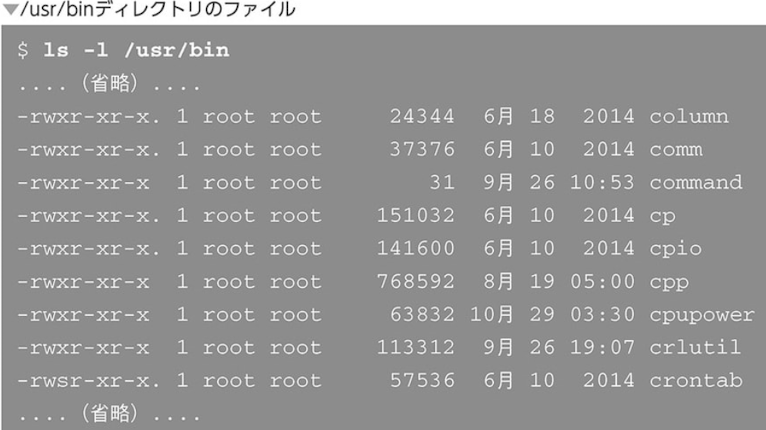 ▼/usr/binディレクトリのファイル
$ ls -l /usr/bin
....（省略）....
-rwxr-xr-x. 1 root root     24344  6月 18  2014 column
-rwxr-xr-x. 1 root root     37376  6月 10  2014 comm
-rwxr-xr-x  1 root root        31  9月 26 10:53 command
-rwxr-xr-x. 1 root root    151032  6月 10  2014 cp
-rwxr-xr-x. 1 root root    141600  6月 10  2014 cpio
-rwxr-xr-x  1 root root    768592  8月 19 05:00 cpp
-rwxr-xr-x  1 root root     63832 10月 29 03:30 cpupower
-rwxr-xr-x  1 root root    113312  9月 26 19:07 crlutil
-rwsr-xr-x. 1 root root     57536  6月 10  2014 crontab
....（省略）....